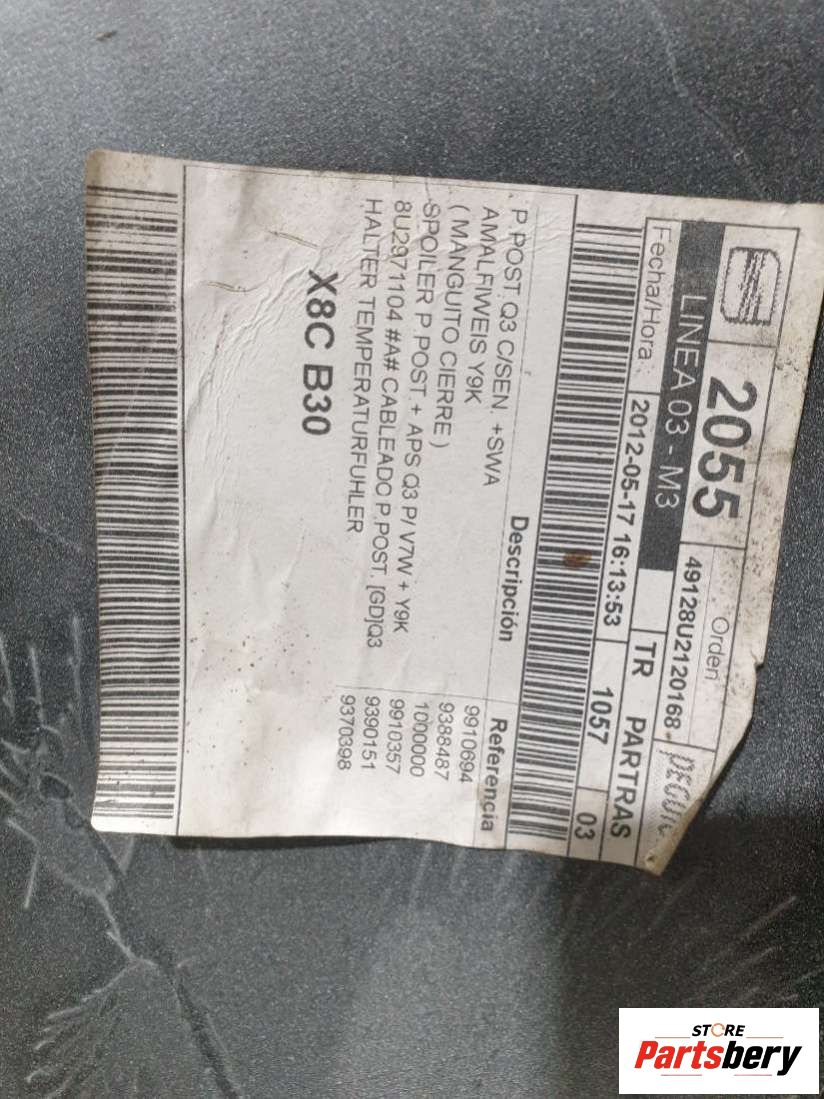 2055
Orden
49128U2120168
LINEA 03 - M3
TR PARTRAS
Fecha/Hora
2012-05-17 16:13:53
1057
03
Descripción
Referencia
P.POST. Q3 C/SEN. +SWA
9910694
AMALFIWEIS Y9K
9388487
( MANGUITO CIERRE )
1000000
SPOILER P.POST.+ APS Q3 P/ V7W + Y9K
9910357
8U2971104 #A# CABLEADO P.POST. [GD]Q3
9390151
HALTER TEMPERATURFUHLER
9370398
X8C B30
STORE
Partsbery